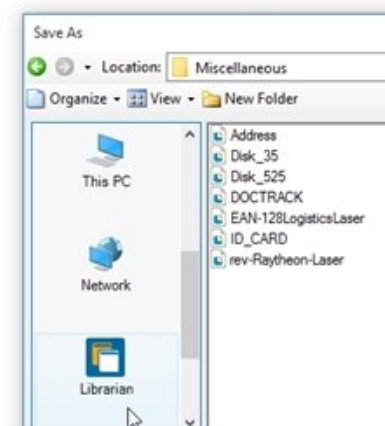 Save As
Location: Miscellaneous
Organize View New Folder
This PC
Network
Librarian
Address
Disk_35
Disk_525
DOCTRACK
EAN-128LogisticsLaser
ID_CARD
rev-Raytheon-Laser